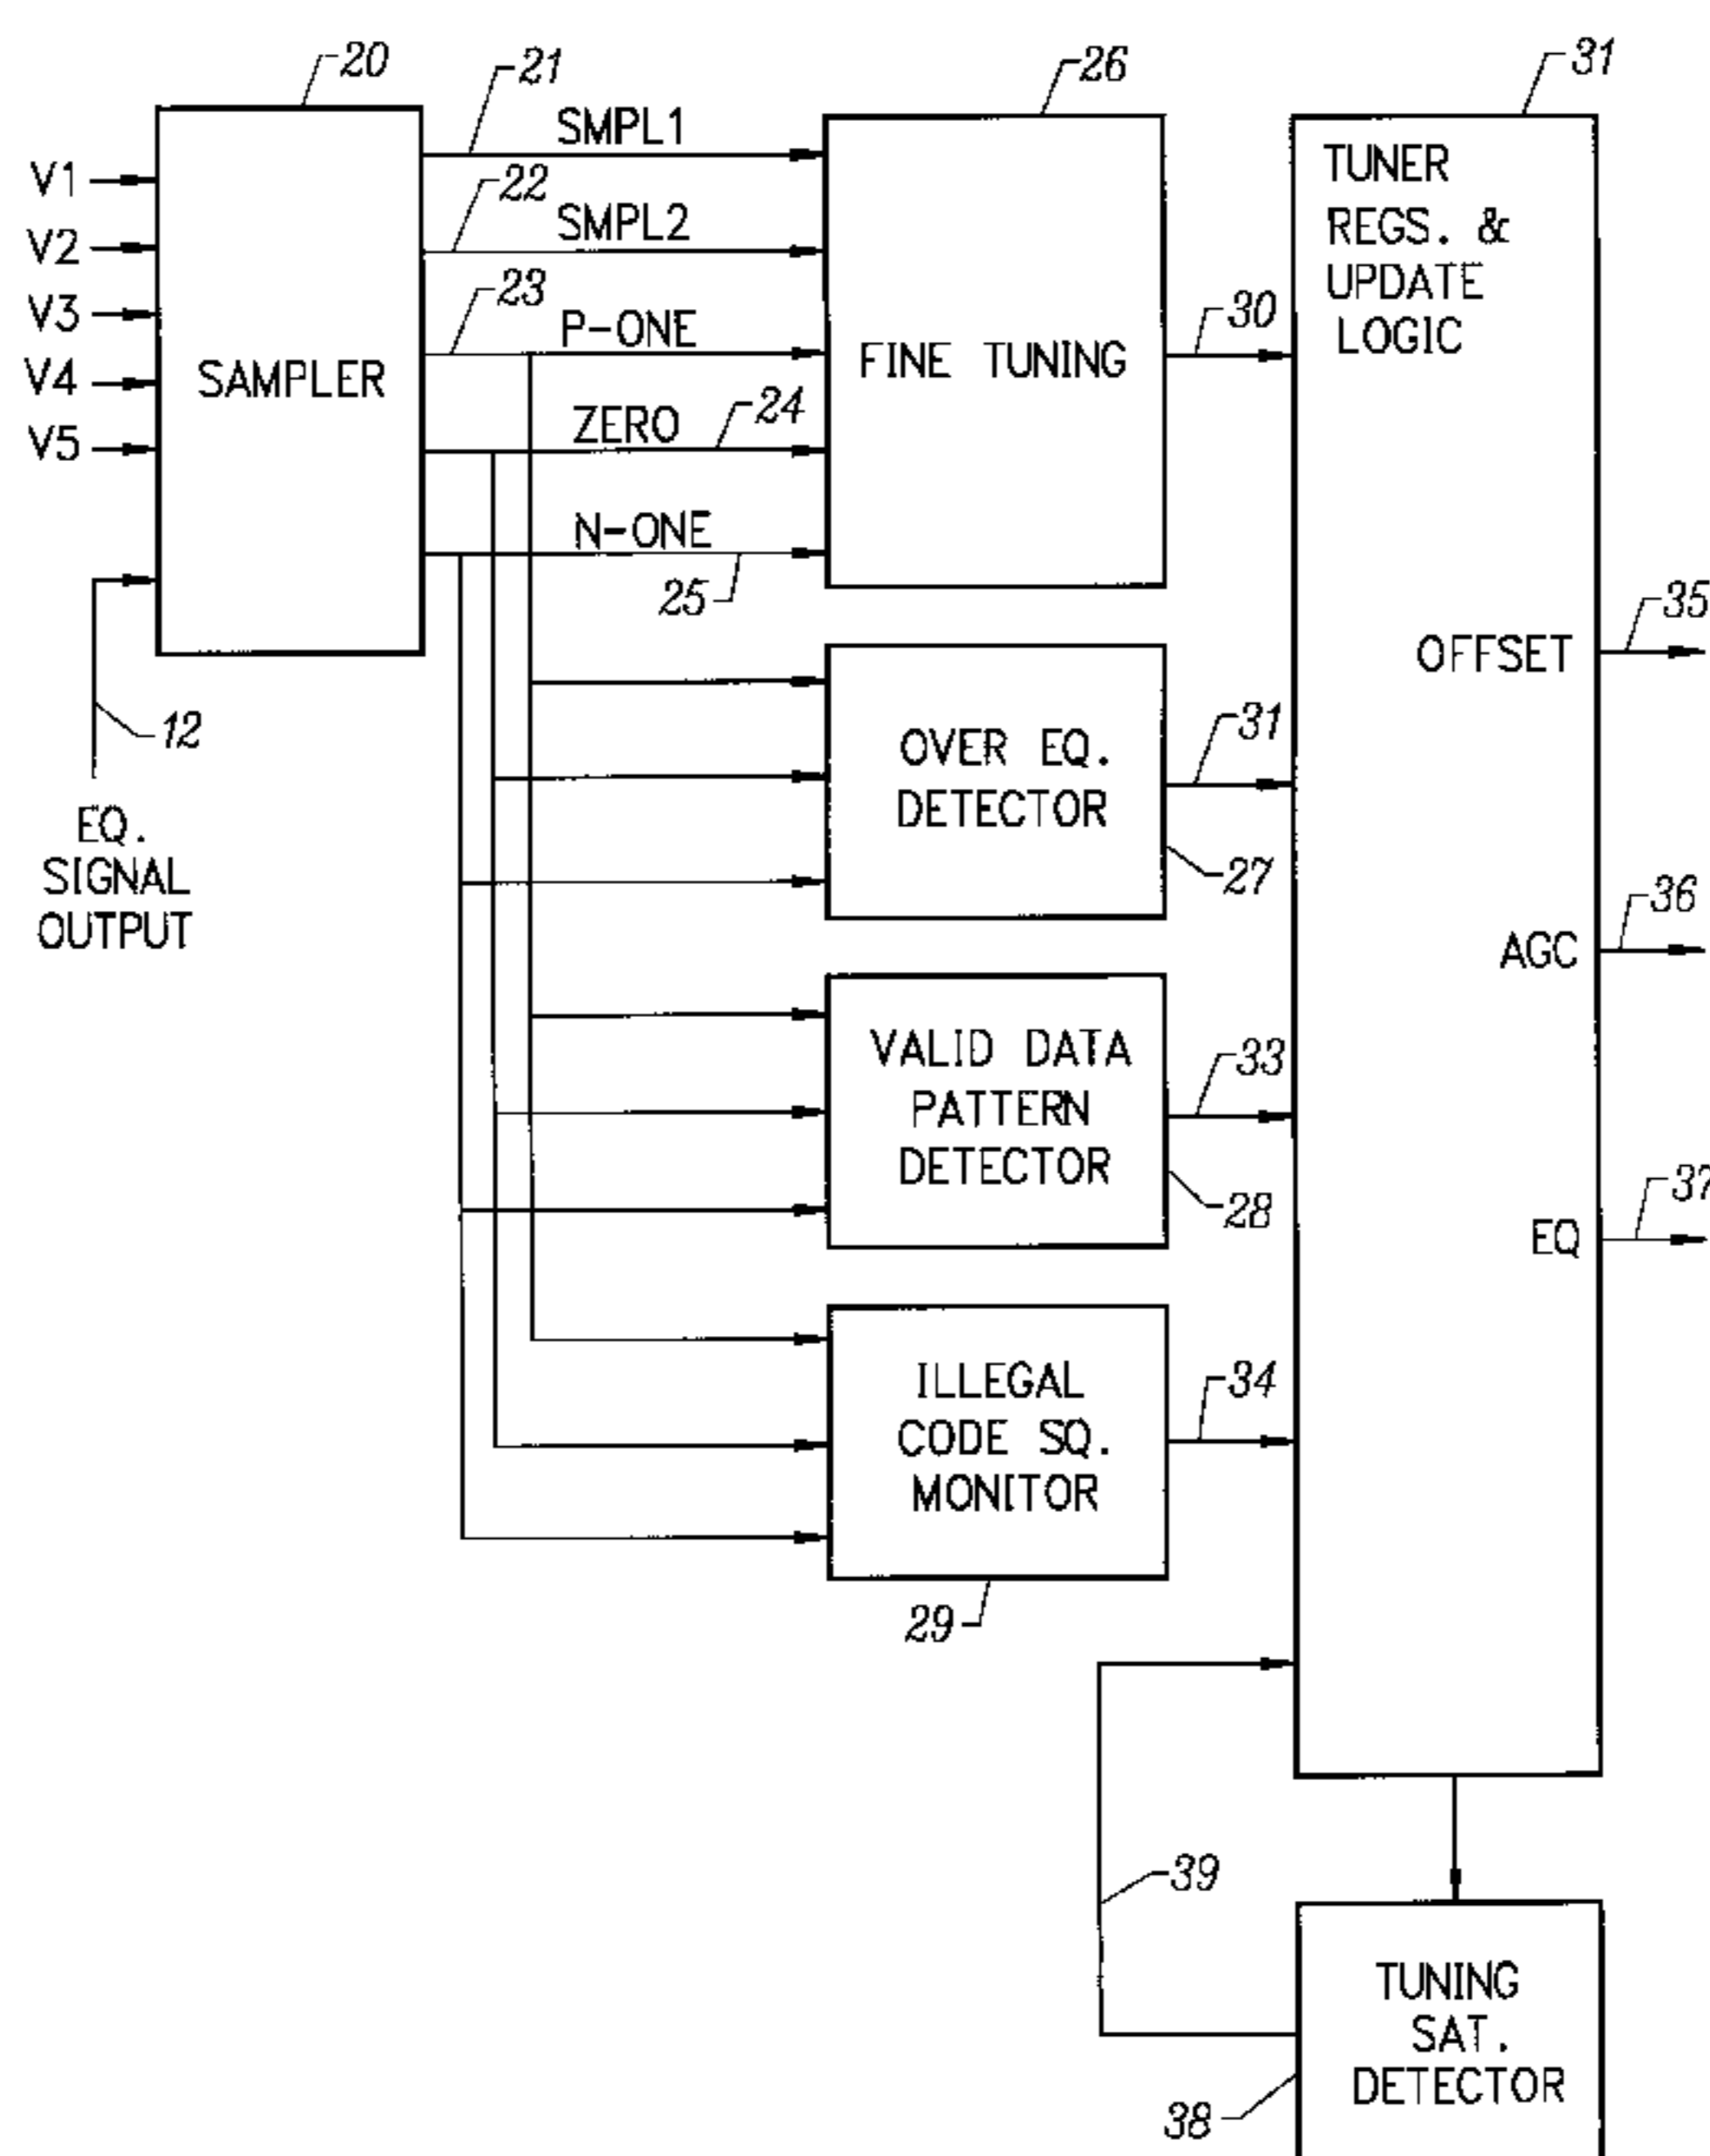 20
21
26
31
SMPL1
V1
22
TUNER
REGS. &
UPDATE
LOGIC
V2
SMPL2
23
V3
P-ONE
30
V4
SAMPLER
FINE TUNING
V5
ZERO
24
N-ONE
25
35
OFFSET
12
31
OVER EQ.
DETECTOR
27
EQ.
SIGNAL
OUTPUT
36
AGC
VALID DATA
PATTERN
DETECTOR
33
28
37
EQ
ILLEGAL
CODE SQ.
MONITOR
34
29
39
TUNING
SAT.
DETECTOR
38